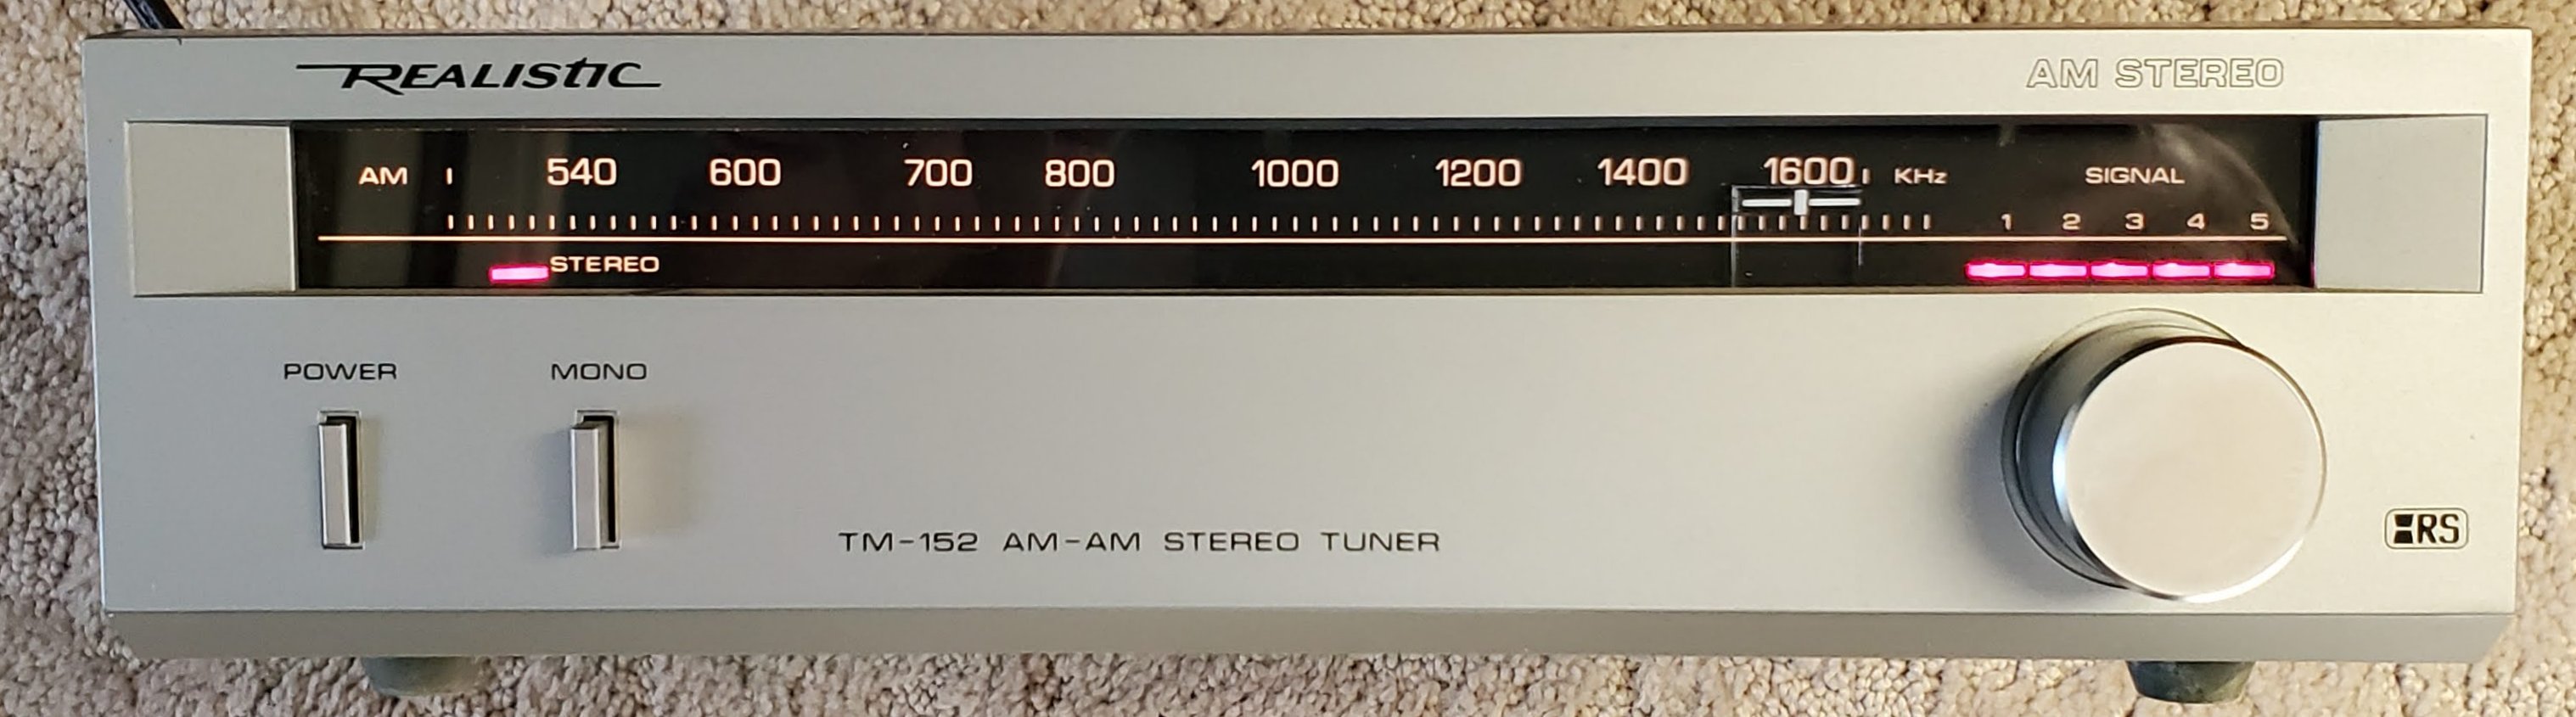 REALISTIC AM STEREO
AM 540 600 700 800 1000 1200 1400 1600 KHz SIGNAL
1 2 3 4 5
STEREO
POWER MONO
TM-152 AM-AM STEREO TUNER
RS